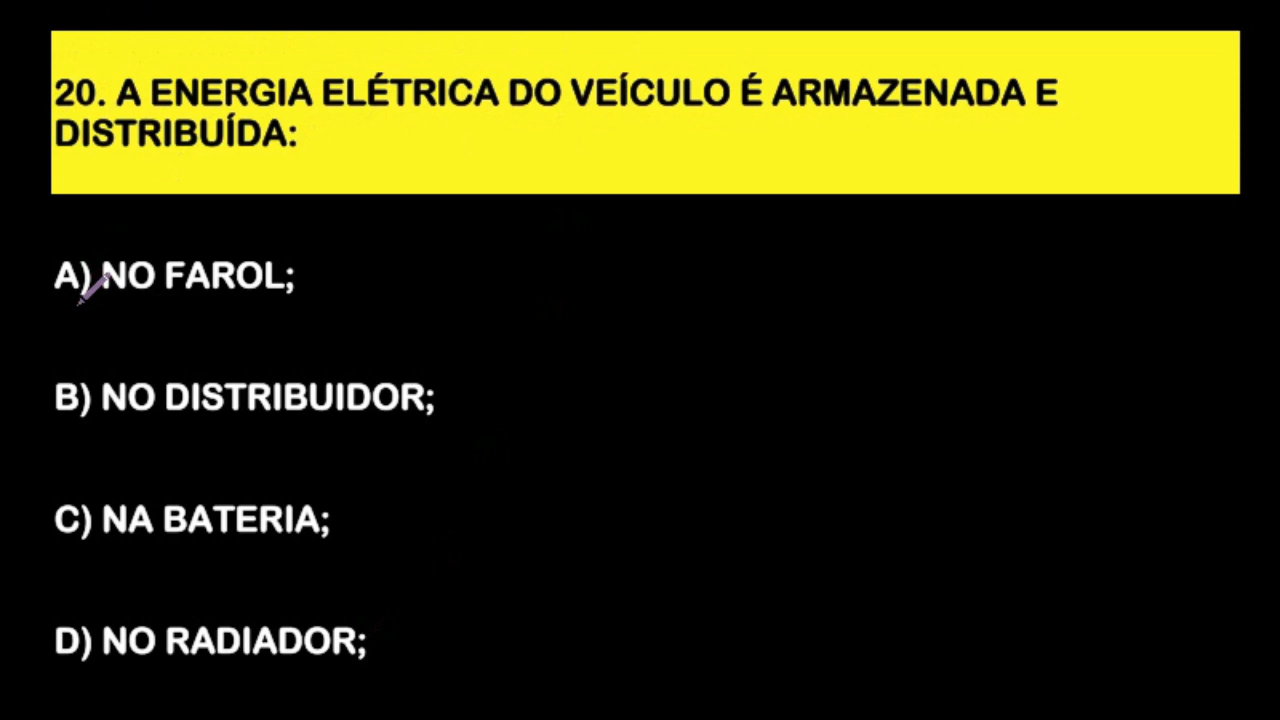 20. A ENERGIA ELÉTRICA DO VEÍCULO É ARMAZENADA E
DISTRIBUÍDA:
A) NO FAROL;
B) NO DISTRIBUIDOR;
C) NA BATERIA;
D) NO RADIADOR;